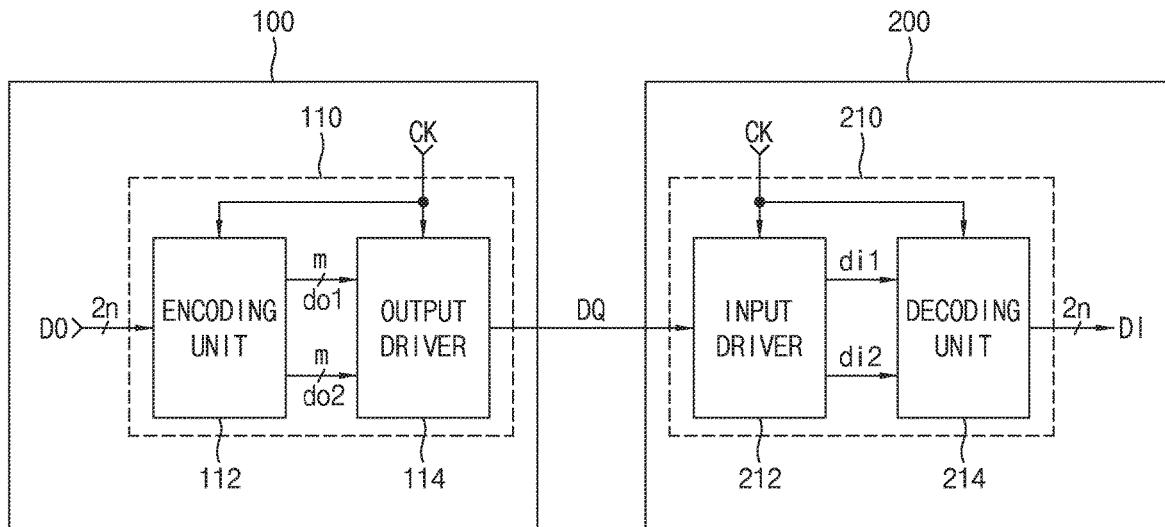 100
200
110
CK
CK
210
DO
2n
ENCODING
UNIT
m
do1
m
do2
OUTPUT
DRIVER
DQ
INPUT
DRIVER
di1
di2
DECODING
UNIT
2n
DI
112
114
212
214